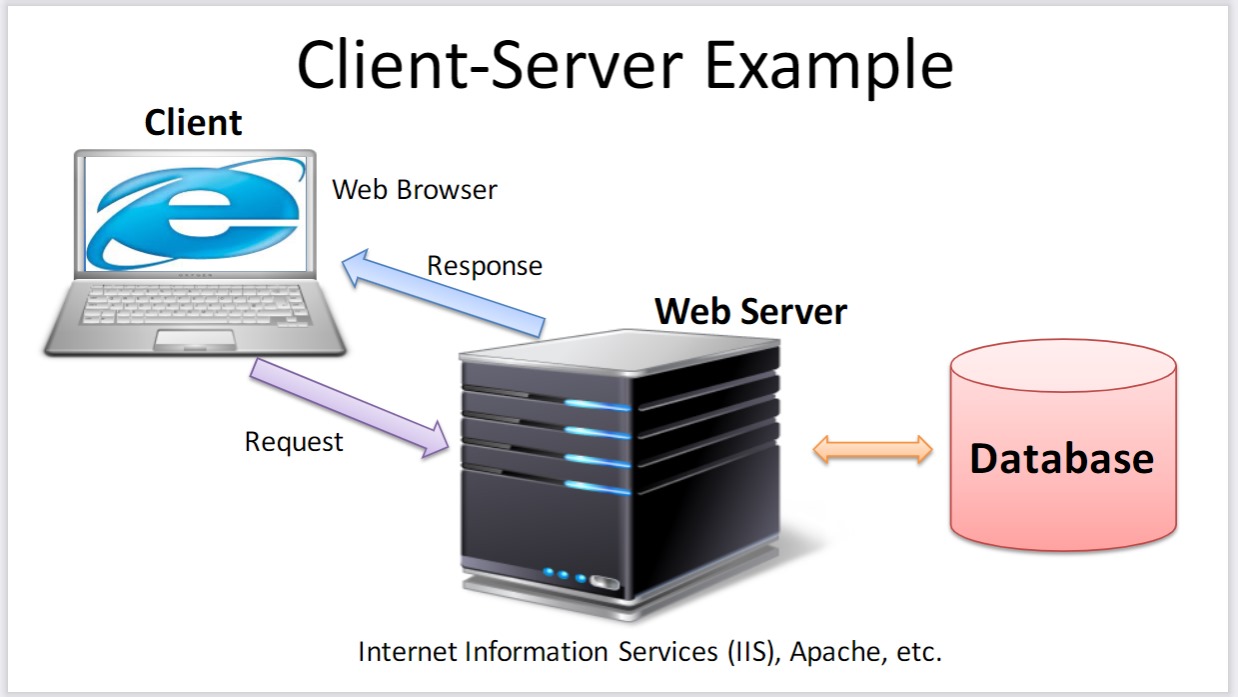 Client-Server Example
Client
Web Browser
Response
Web Server
Request
Database
Internet Information Services (IIS), Apache, etc.